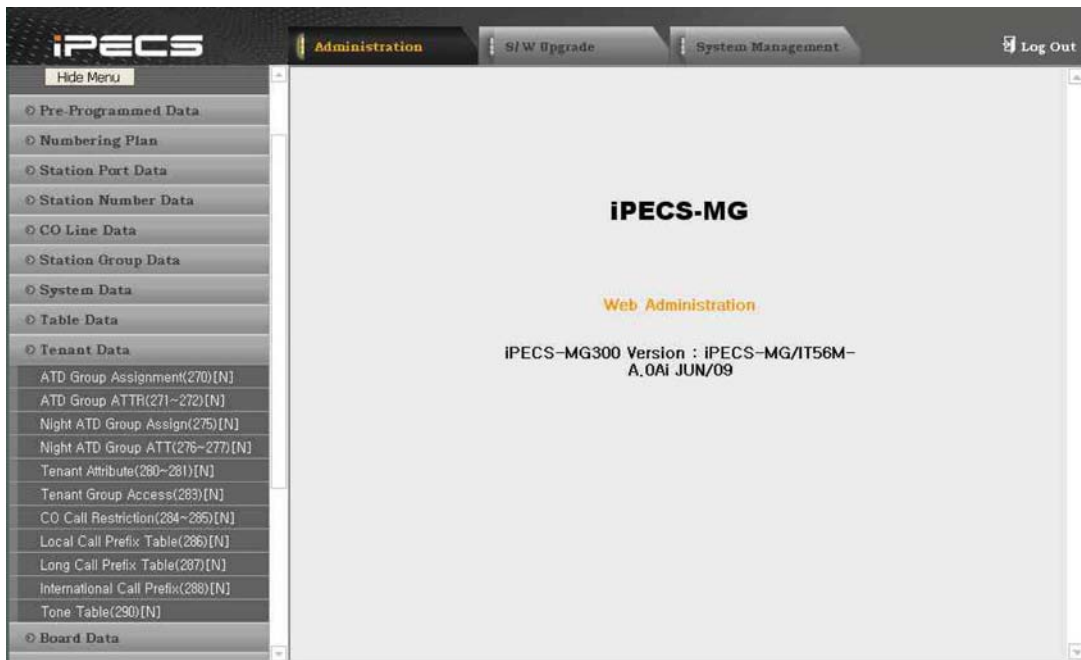 iPECS
Administration
S/W Upgrade
System Management
Log Out
Hide Menu
Pre-Programmed Data
Numbering Plan
Station Port Data
Station Number Data
CO Line Data
Station Group Data
System Data
Table Data
Tenant Data
ATD Group Assignment(270)[N]
ATD Group ATTR(271~272)[N]
Night ATD Group Assign(275)[N]
Night ATD Group ATT(276~277)[N]
Tenant Attribute(280~281)[N]
Tenant Group Access(283)[N]
CO Call Restriction(284~285)[N]
Local Call Prefix Table(286)[N]
Long Call Prefix Table(287)[N]
International Call Prefix(288)[N]
Tone Table(290)[N]
Board Data
iPECS-MG
Web Administration
iPECS-MG300 Version : iPECS-MG/IT56M-
A.0Ai JUN/09